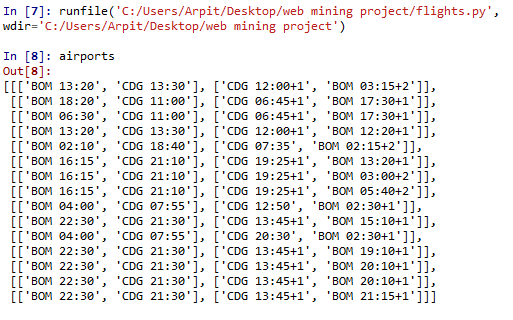 In [7]: runfile('C:/Users/Arpit/Desktop/web mining project/flights.py',
wdir='C:/Users/Arpit/Desktop/web mining project')
In [8]: airports
Out[8]:
[[['BOM 13:20', 'CDG 13:30'], ['CDG 12:00+1', 'BOM 03:15+2']],
[['BOM 18:20', 'CDG 11:00'], ['CDG 06:45+1', 'BOM 17:30+1']],
[['BOM 06:30', 'CDG 11:00'], ['CDG 06:45+1', 'BOM 17:30+1']],
[['BOM 13:20', 'CDG 13:30'], ['CDG 12:00+1', 'BOM 12:20+1']],
[['BOM 02:10', 'CDG 18:40'], ['CDG 07:35', 'BOM 02:15+2']],
[['BOM 16:15', 'CDG 21:10'], ['CDG 19:25+1', 'BOM 13:20+1']],
[['BOM 16:15', 'CDG 21:10'], ['CDG 19:25+1', 'BOM 03:00+2']],
[['BOM 16:15', 'CDG 21:10'], ['CDG 19:25+1', 'BOM 05:40+2']],
[['BOM 04:00', 'CDG 07:55'], ['CDG 12:50', 'BOM 02:30+1']],
[['BOM 22:30', 'CDG 21:30'], ['CDG 13:45+1', 'BOM 15:10+1']],
[['BOM 04:00', 'CDG 07:55'], ['CDG 20:30', 'BOM 02:30+1']],
[['BOM 22:30', 'CDG 21:30'], ['CDG 13:45+1', 'BOM 19:10+1']],
[['BOM 22:30', 'CDG 21:30'], ['CDG 13:45+1', 'BOM 20:10+1']],
[['BOM 22:30', 'CDG 21:30'], ['CDG 13:45+1', 'BOM 20:10+1']],
[['BOM 22:30', 'CDG 21:30'], ['CDG 13:45+1', 'BOM 21:15+1']]]